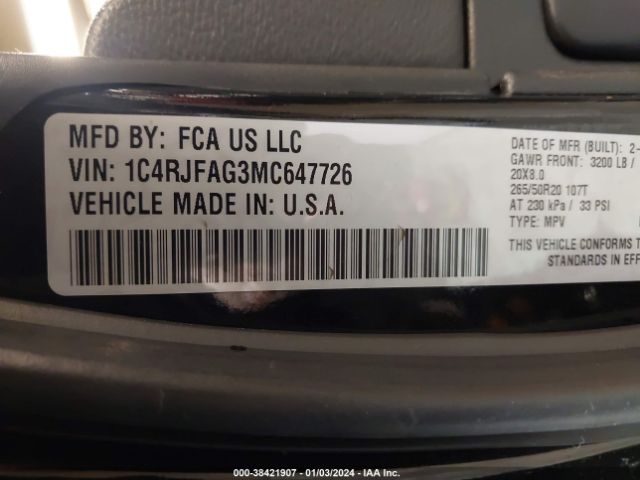 MFD BY: FCA US LLC
VIN: 1C4RJFAG3MC647726
VEHICLE MADE IN: U.S.A.
DATE OF MFR (BUILT): 2-
GAWR FRONT: 3200 LB /
20X8.0
265/50R20 107T
AT 230 kPa / 33 PSI
TYPE: MPV
THIS VEHICLE CONFORMS T
STANDARDS IN EFF
000-38421907 - 01/03/2024 - IAA Inc.